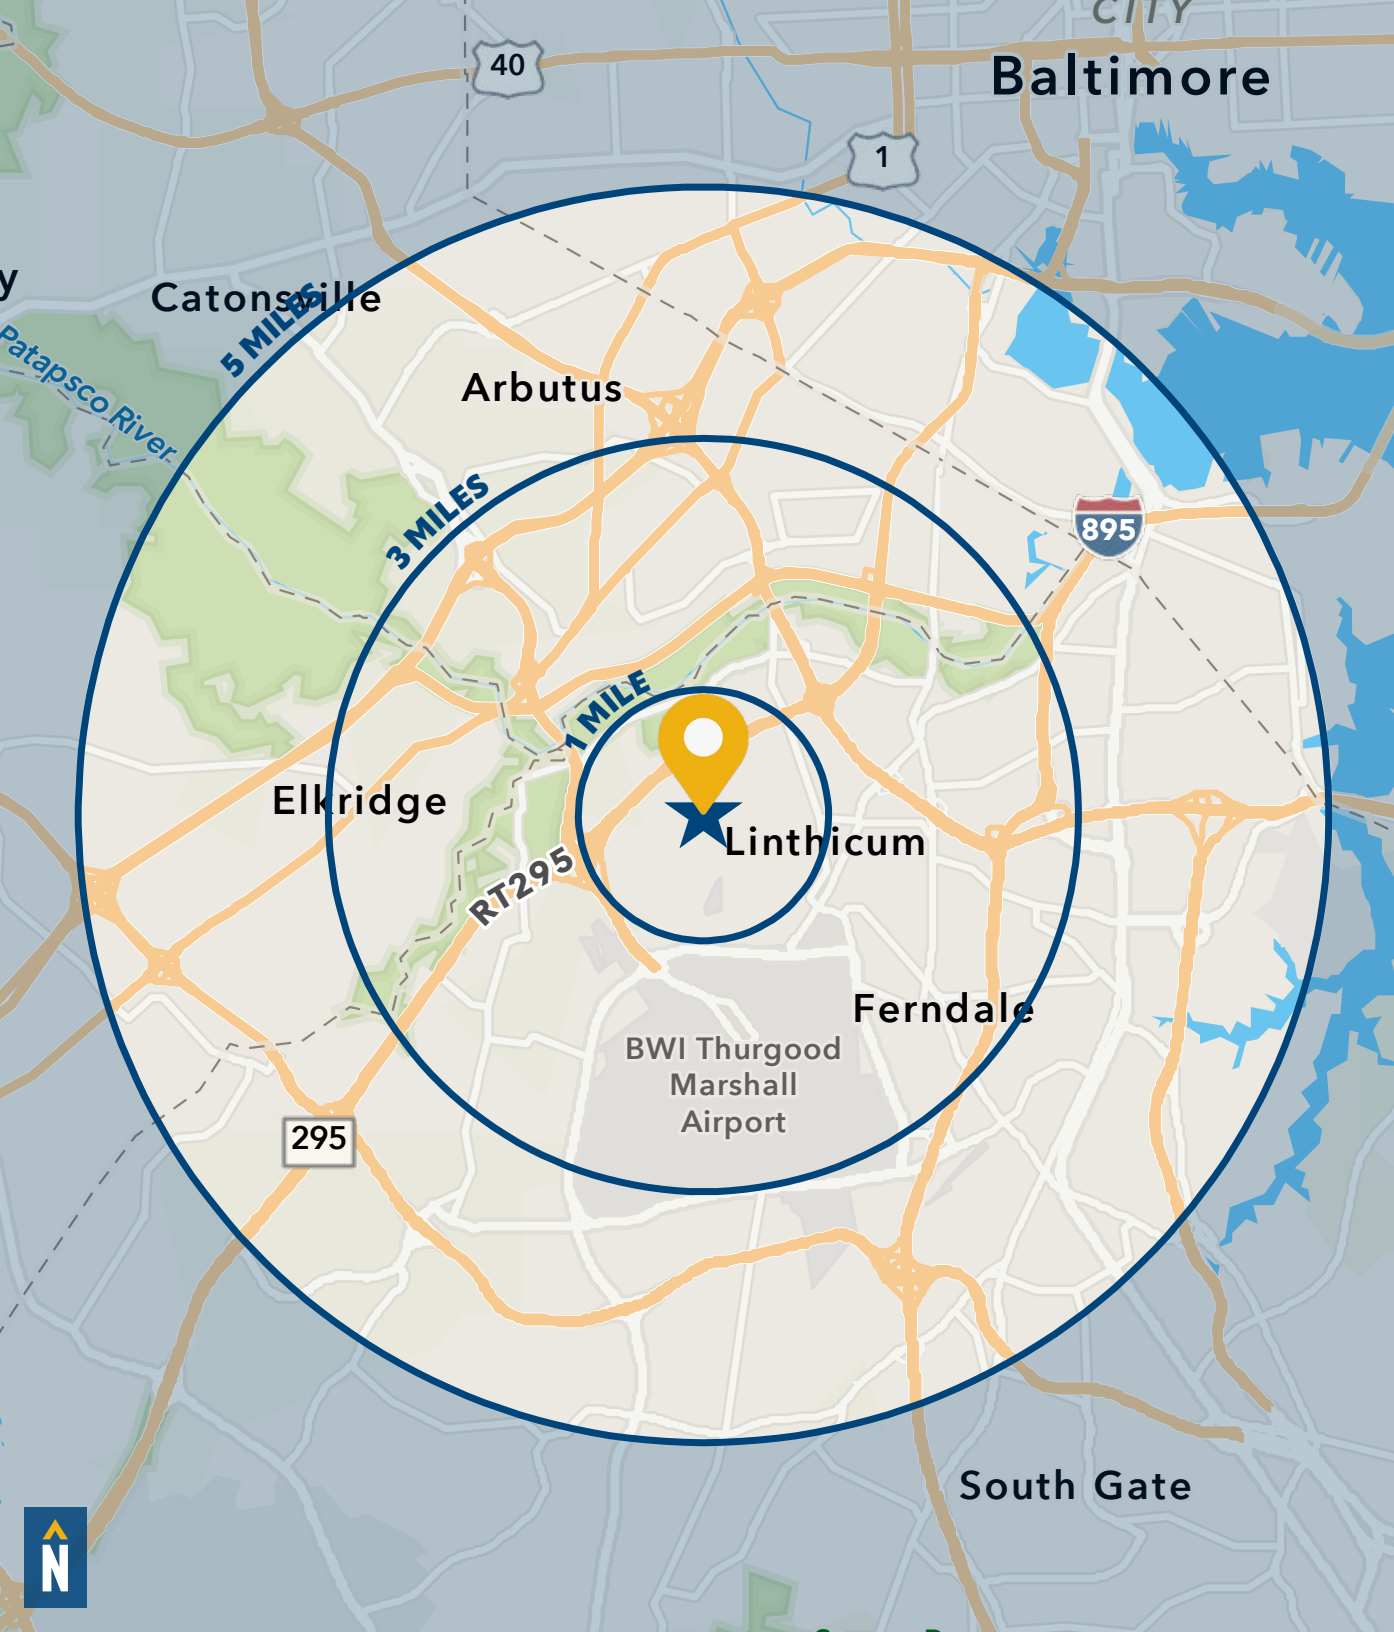 CITY
40
Baltimore
1
y
Catonsville
5 MILES
Patapsco River
Arbutus
3 MILES
895
1 MILE
Elkridge
Linthicum
RT295
Ferndale
BWI Thurgood
Marshall
Airport
295
South Gate
N